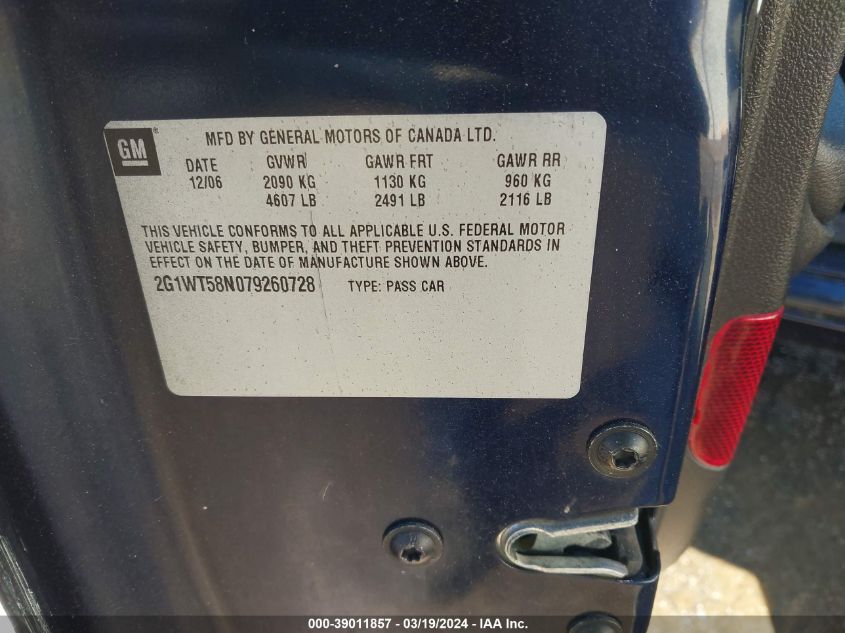 GM
MFD BY GENERAL MOTORS OF CANADA LTD.
DATE GVWR GAWR FRT GAWR RR
12/06 2090 KG 1130 KG 960 KG
4607 LB 2491 LB 2116 LB
THIS VEHICLE CONFORMS TO ALL APPLICABLE U.S. FEDERAL MOTOR
VEHICLE SAFETY, BUMPER, AND THEFT PREVENTION STANDARDS IN
EFFECT ON THE DATE OF MANUFACTURE SHOWN ABOVE.
2G1WT58N079260728 TYPE: PASS CAR
000-39011857 / 03/19/2024 - IAA Inc.